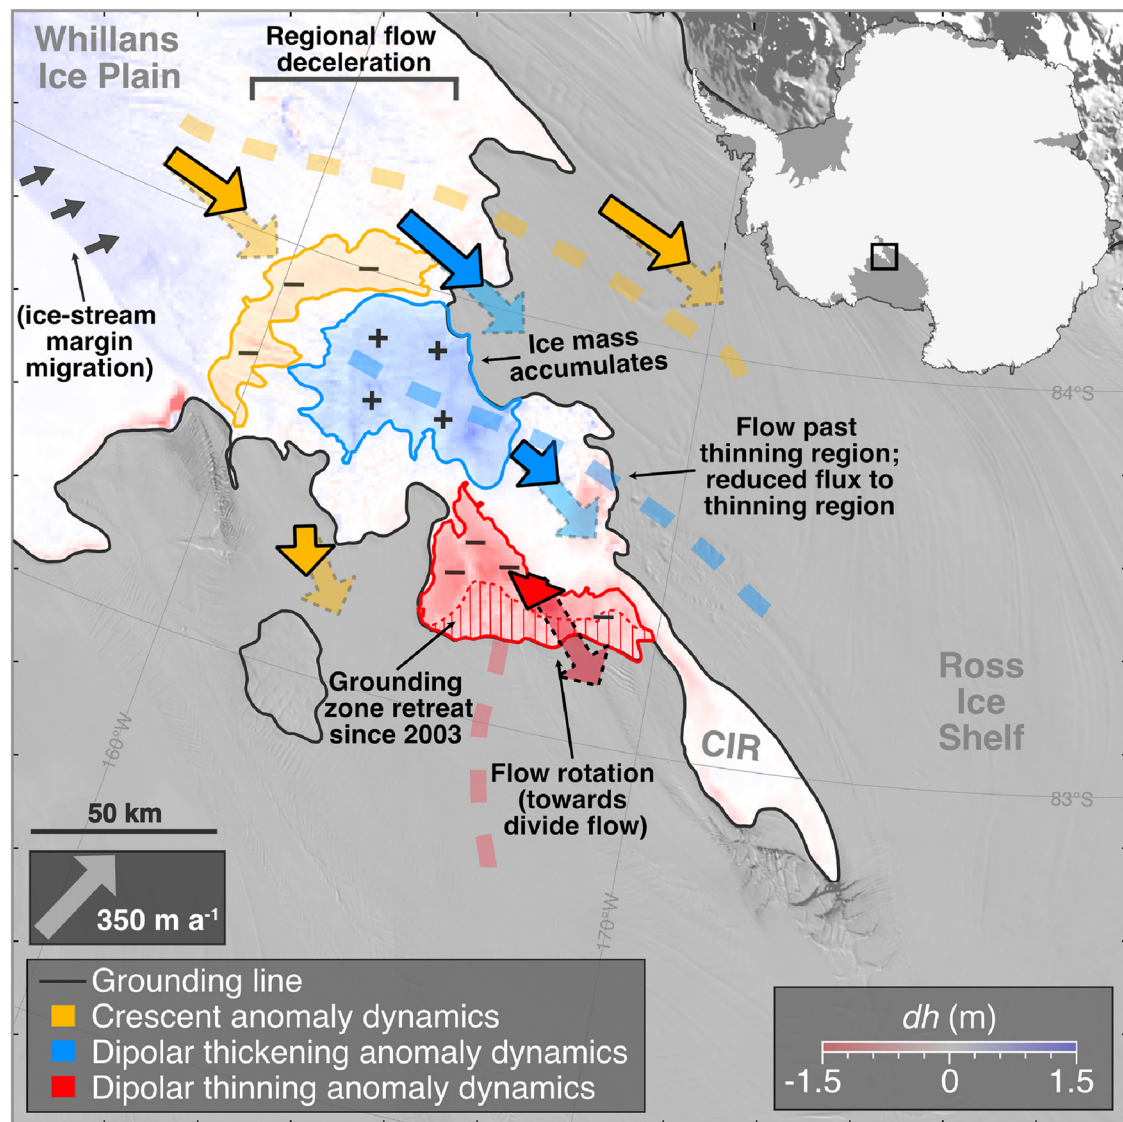 Whillans
Ice Plain
Regional flow
deceleration
(ice-stream
margin
migration)
Ice mass
accumulates
84°S
Flow past
thinning region;
reduced flux to
thinning region
Grounding
zone retreat
since 2003
Ross
Ice
Shelf
160°W
CIR
Flow rotation
(towards
divide flow)
83°S
50 km
350 m a⁻¹
170°W
Grounding line
Crescent anomaly dynamics
Dipolar thickening anomaly dynamics
Dipolar thinning anomaly dynamics
dh (m)
-1.5 0 1.5